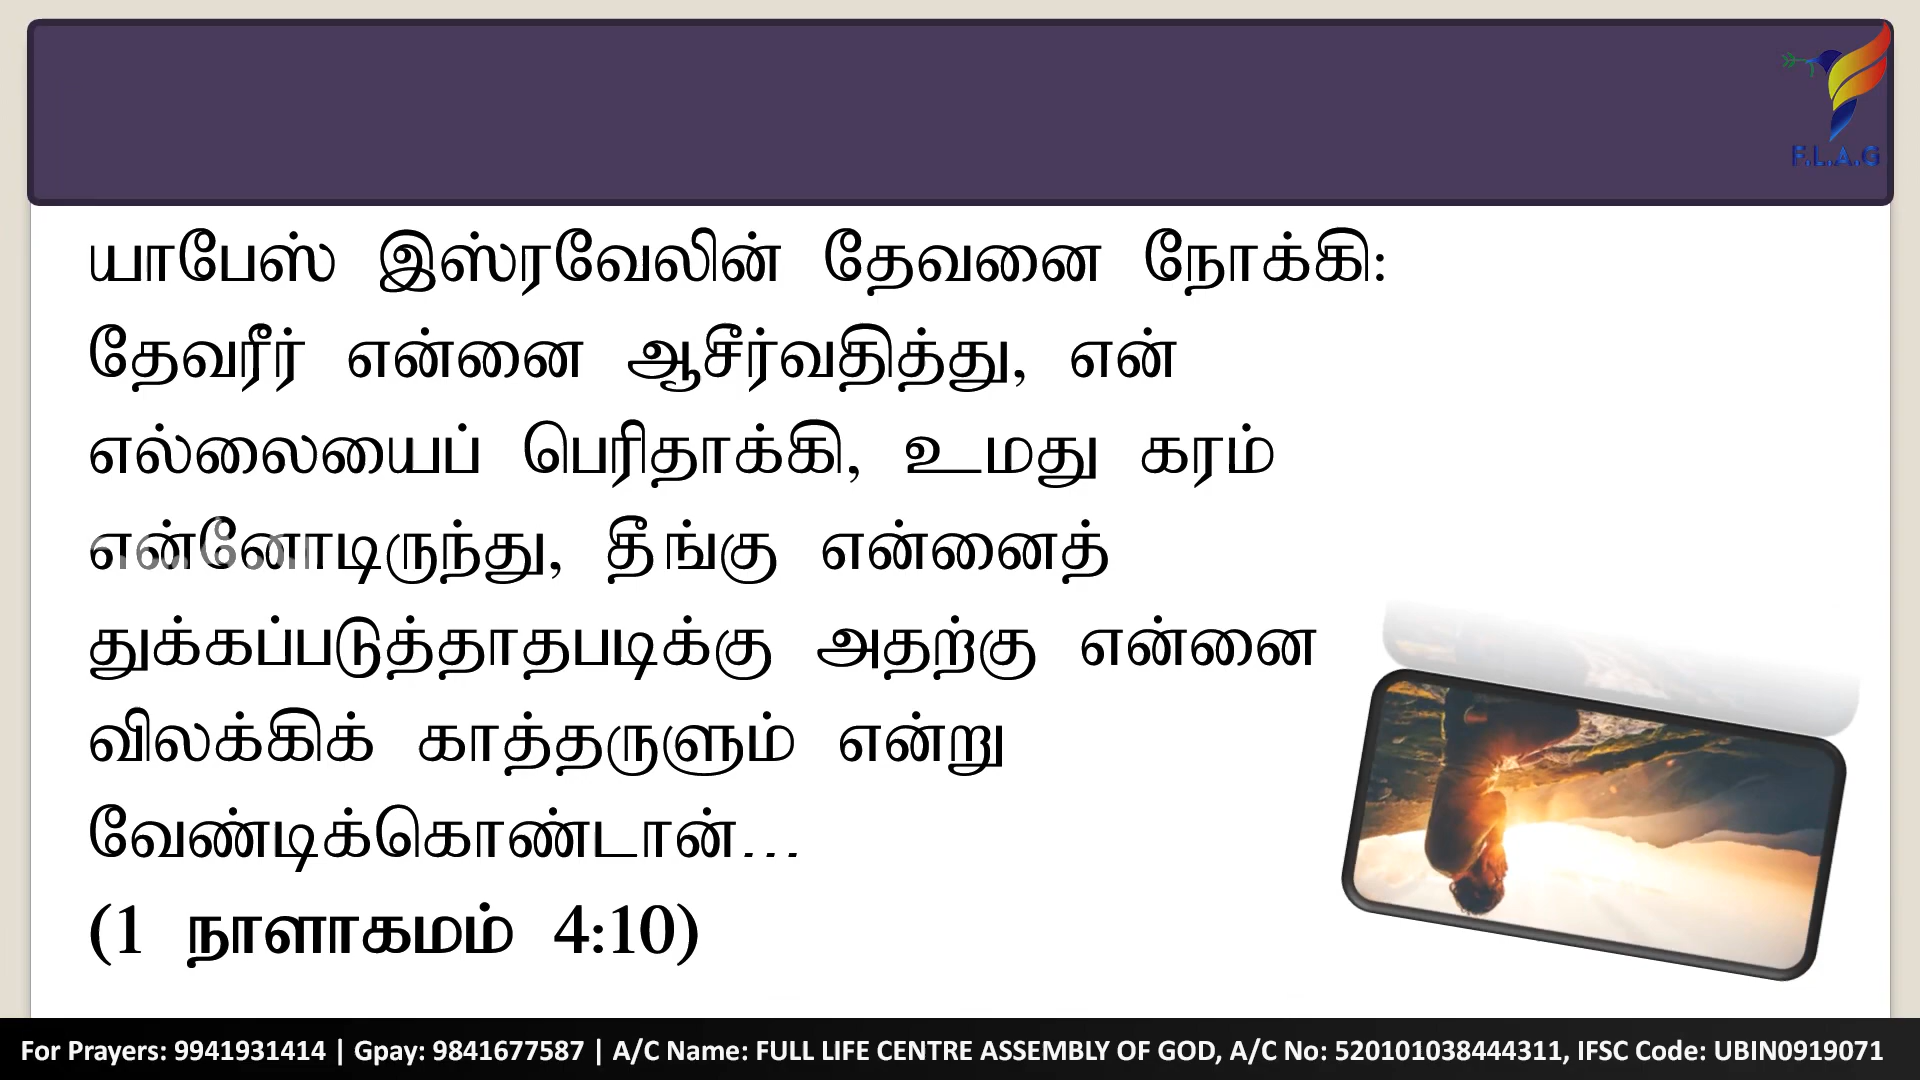 F.L.A.G
யாபேஸ் இஸ்ரவேலின் தேவனை நோக்கி:
தேவரீர் என்னை ஆசீர்வதித்து, என்
எல்லையைப் பெரிதாக்கி, உமது கரம்
என்னோடிருந்து, தீங்கு என்னைத்
துக்கப்படுத்தாதபடிக்கு அதற்கு என்னை
விலக்கிக் காத்தருளும் என்று
வேண்டிக்கொண்டான்...
(1 நாளாகமம் 4:10)
For Prayers: 9941931414 | Gpay: 9841677587 | A/C Name: FULL LIFE CENTRE ASSEMBLY OF GOD, A/C No: 520101038444311, IFSC Code: UBIN0919071